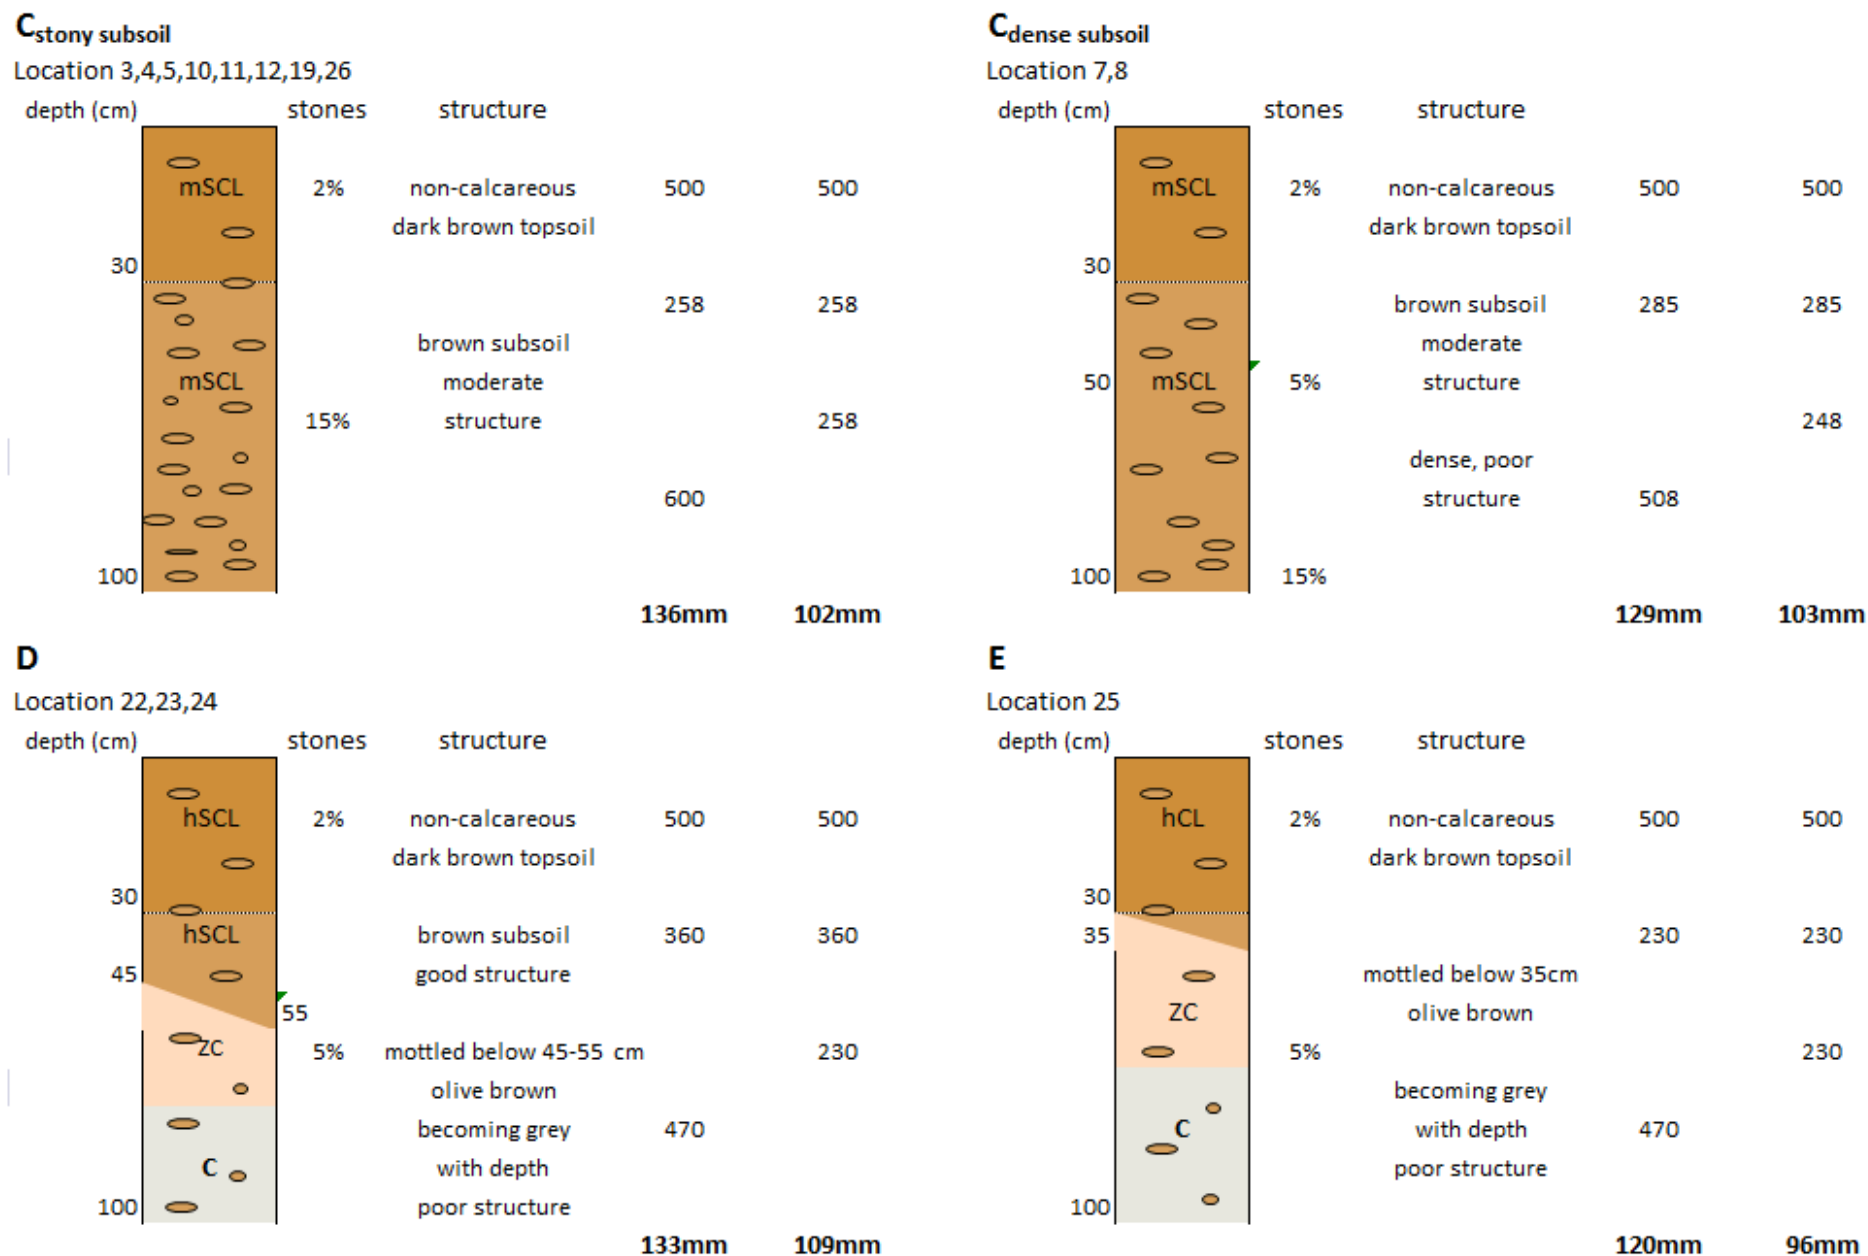 C stony subsoil
Location 3,4,5,10,11,12,19,26
depth (cm) stones structure
mSCL 2% non-calcareous 500 500
dark brown topsoil
30
258 258
brown subsoil
mSCL moderate
15% structure 258
600
100
136mm 102mm
C dense subsoil
Location 7,8
depth (cm) stones structure
mSCL 2% non-calcareous 500 500
dark brown topsoil
30
brown subsoil 285 285
moderate
50 mSCL 5% structure
248
dense, poor
structure 508
100 15%
129mm 103mm
D
Location 22,23,24
depth (cm) stones structure
hSCL 2% non-calcareous 500 500
dark brown topsoil
30
hSCL brown subsoil 360 360
45 good structure
55
ZC 5% mottled below 45-55 cm 230
olive brown
becoming grey 470
C with depth
100 poor structure
133mm 109mm
E
Location 25
depth (cm) stones structure
hCL 2% non-calcareous 500 500
dark brown topsoil
30
35 230 230
mottled below 35cm
ZC olive brown
5% 230
becoming grey
C with depth 470
poor structure
100
120mm 96mm